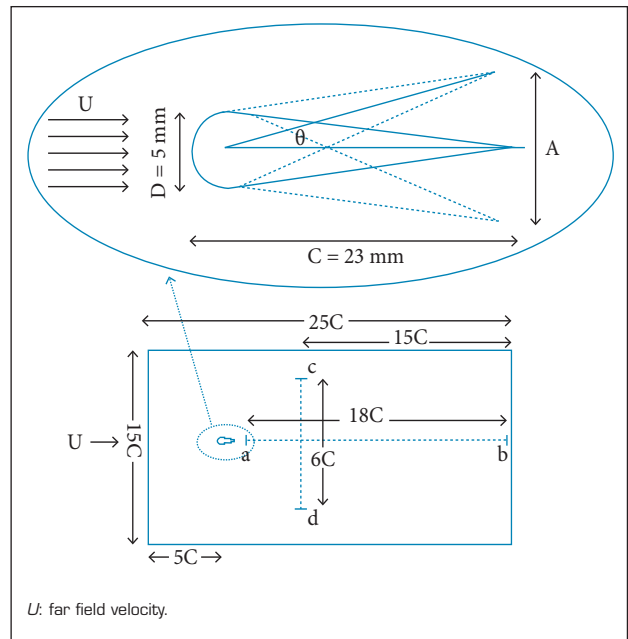 U
D = 5 mm
θ
A
C = 23 mm
25C
15C
c
18C
15C
U
a
6C
b
d
5C
U: far field velocity.